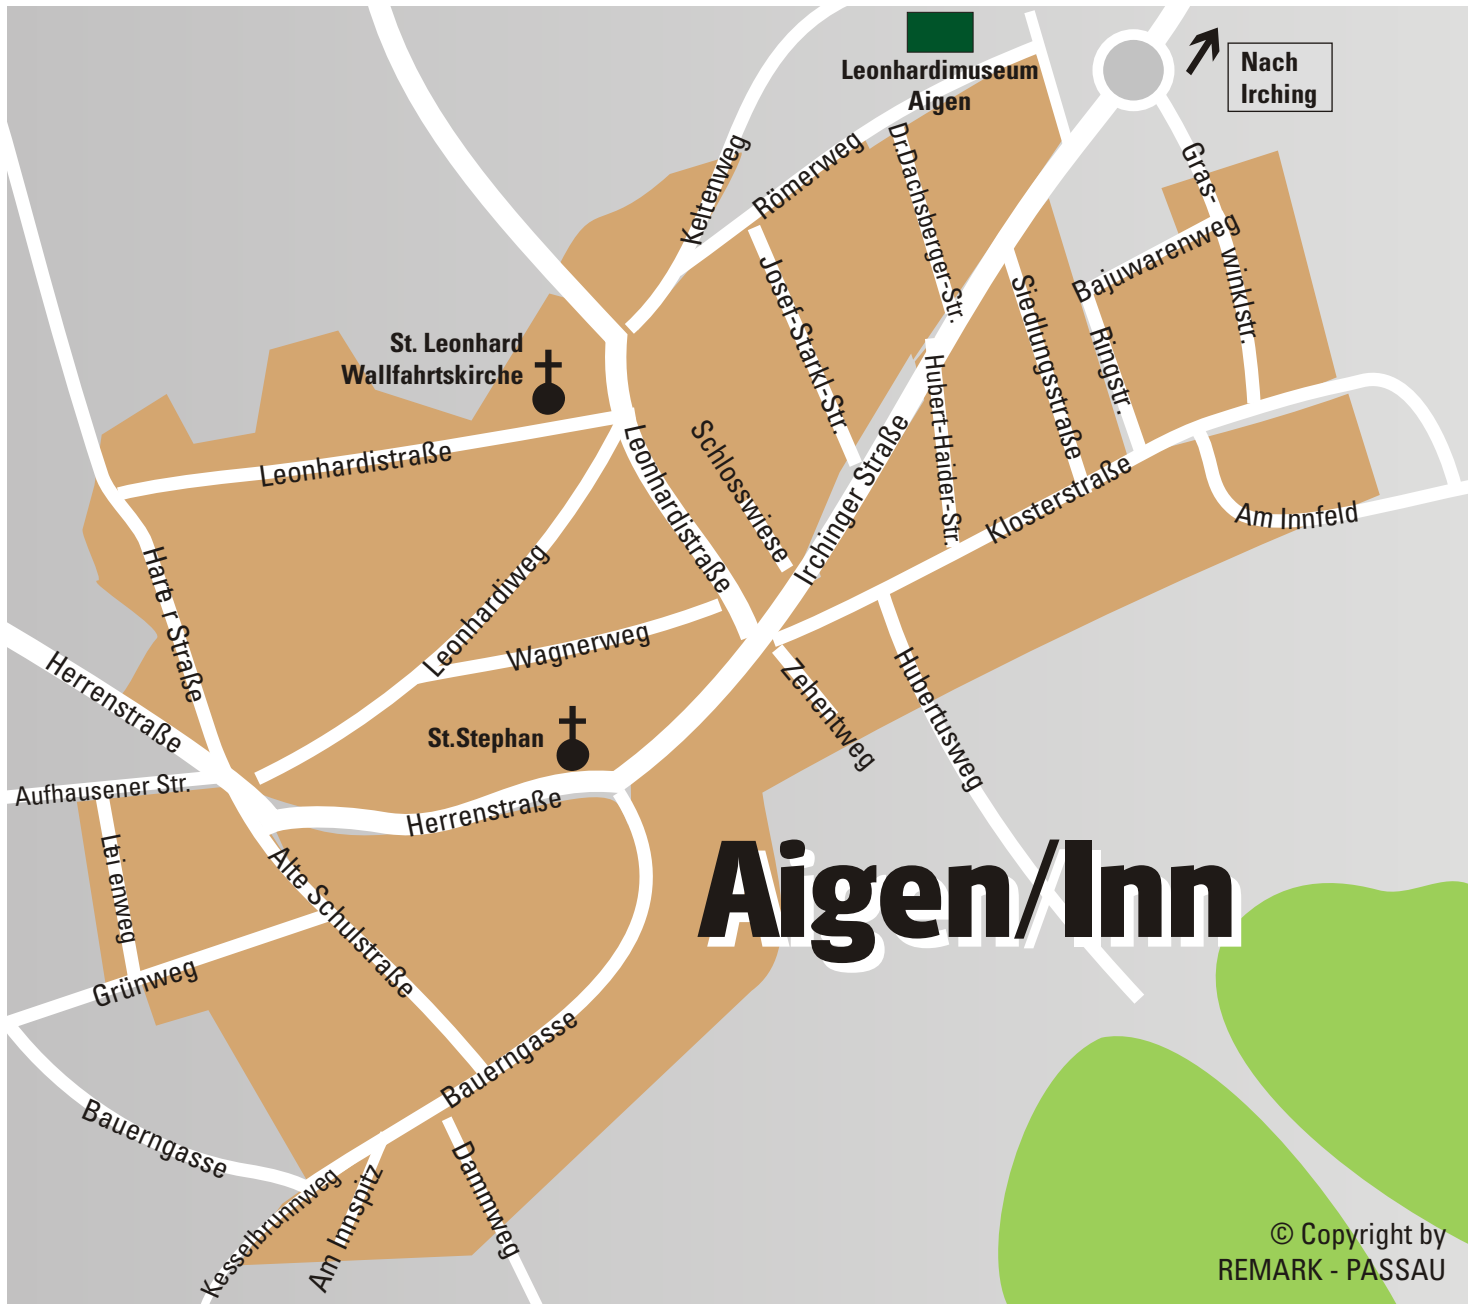 Leonhardimuseum
Aigen
Nach
Irching
Keltenweg
Römerweg
Dr.Dachsberger-Str.
Gras-
winklstr.
Bajuwarenweg
Ringstr.
Siedlungsstraße
Josef-Starkl-Str.
Hubert-Haider-Str.
St. Leonhard
Wallfahrtskirche
Leonhardistraße
Leonhardistraße
Schlosswiese
Irchinger Straße
Klosterstraße
Am Innfeld
Harte r Straße
Leonhardiweg
Wagnerweg
Zehentweg
Hubertusweg
Herrenstraße
St.Stephan
Aufhausener Str.
Herrenstraße
Alte Schulstraße
Grünweg
Bauerngasse
Bauerngasse
Kesselbrunnweg
Am Innspitz
Dammweg
Aigen/Inn
© Copyright by
REMARK - PASSAU